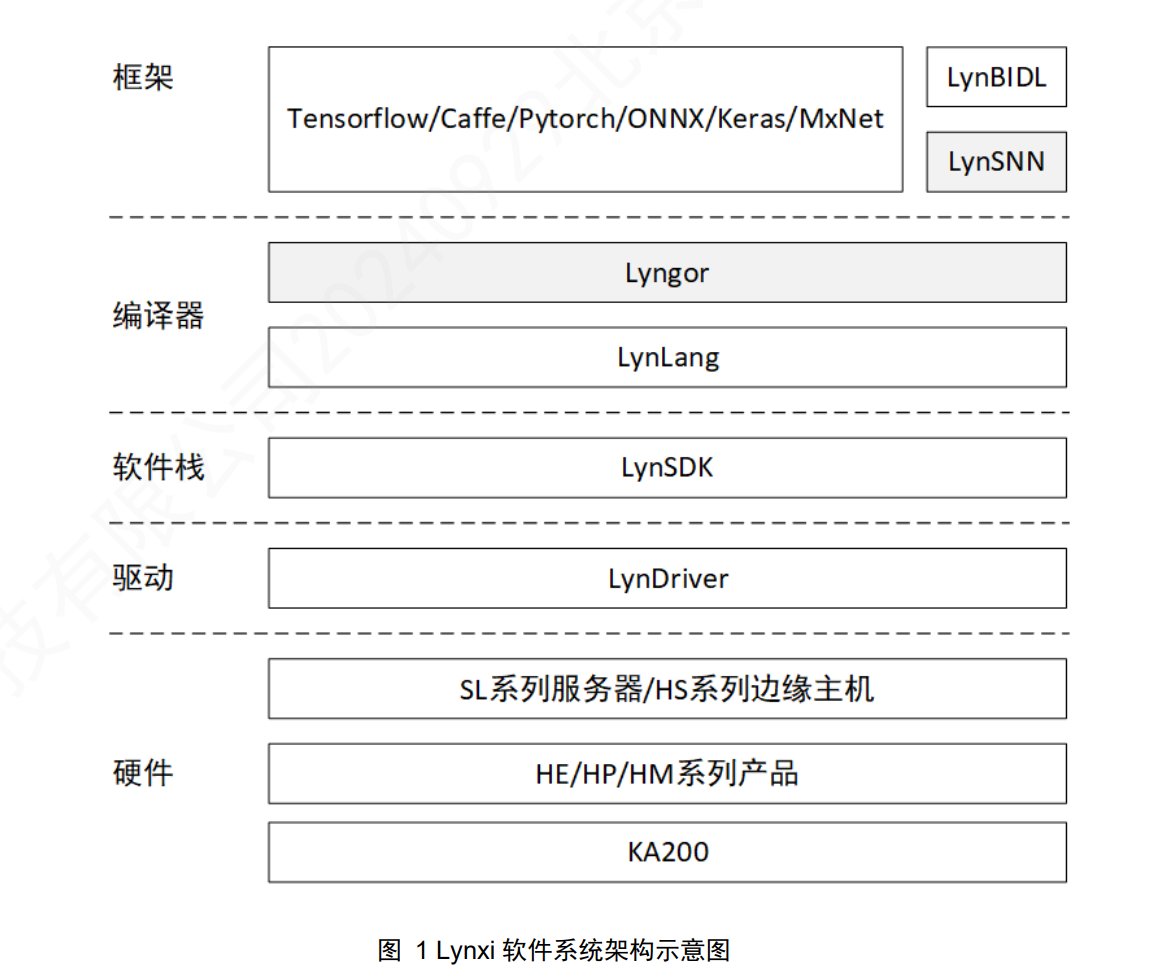 框架
Tensorflow/Caffe/Pytorch/ONNX/Keras/MxNet
LynBIDL
LynSNN
编译器
Lyngor
LynLang
软件栈
LynSDK
驱动
LynDriver
硬件
SL系列服务器/HS系列边缘主机
HE/HP/HM系列产品
KA200
图 1 Lynxi 软件系统架构示意图